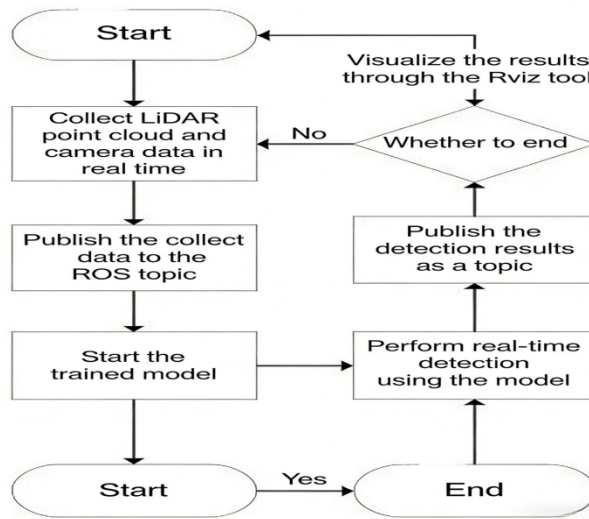 Start
Visualize the results
through the Rviz tool
Collect LiDAR
point cloud and
camera data in
real time
No
Whether to end
Publish the collect
data to the
ROS topic
Publish the
detection results
as a topic
Start the
trained model
Perform real-time
detection
using the model
Start
Yes
End